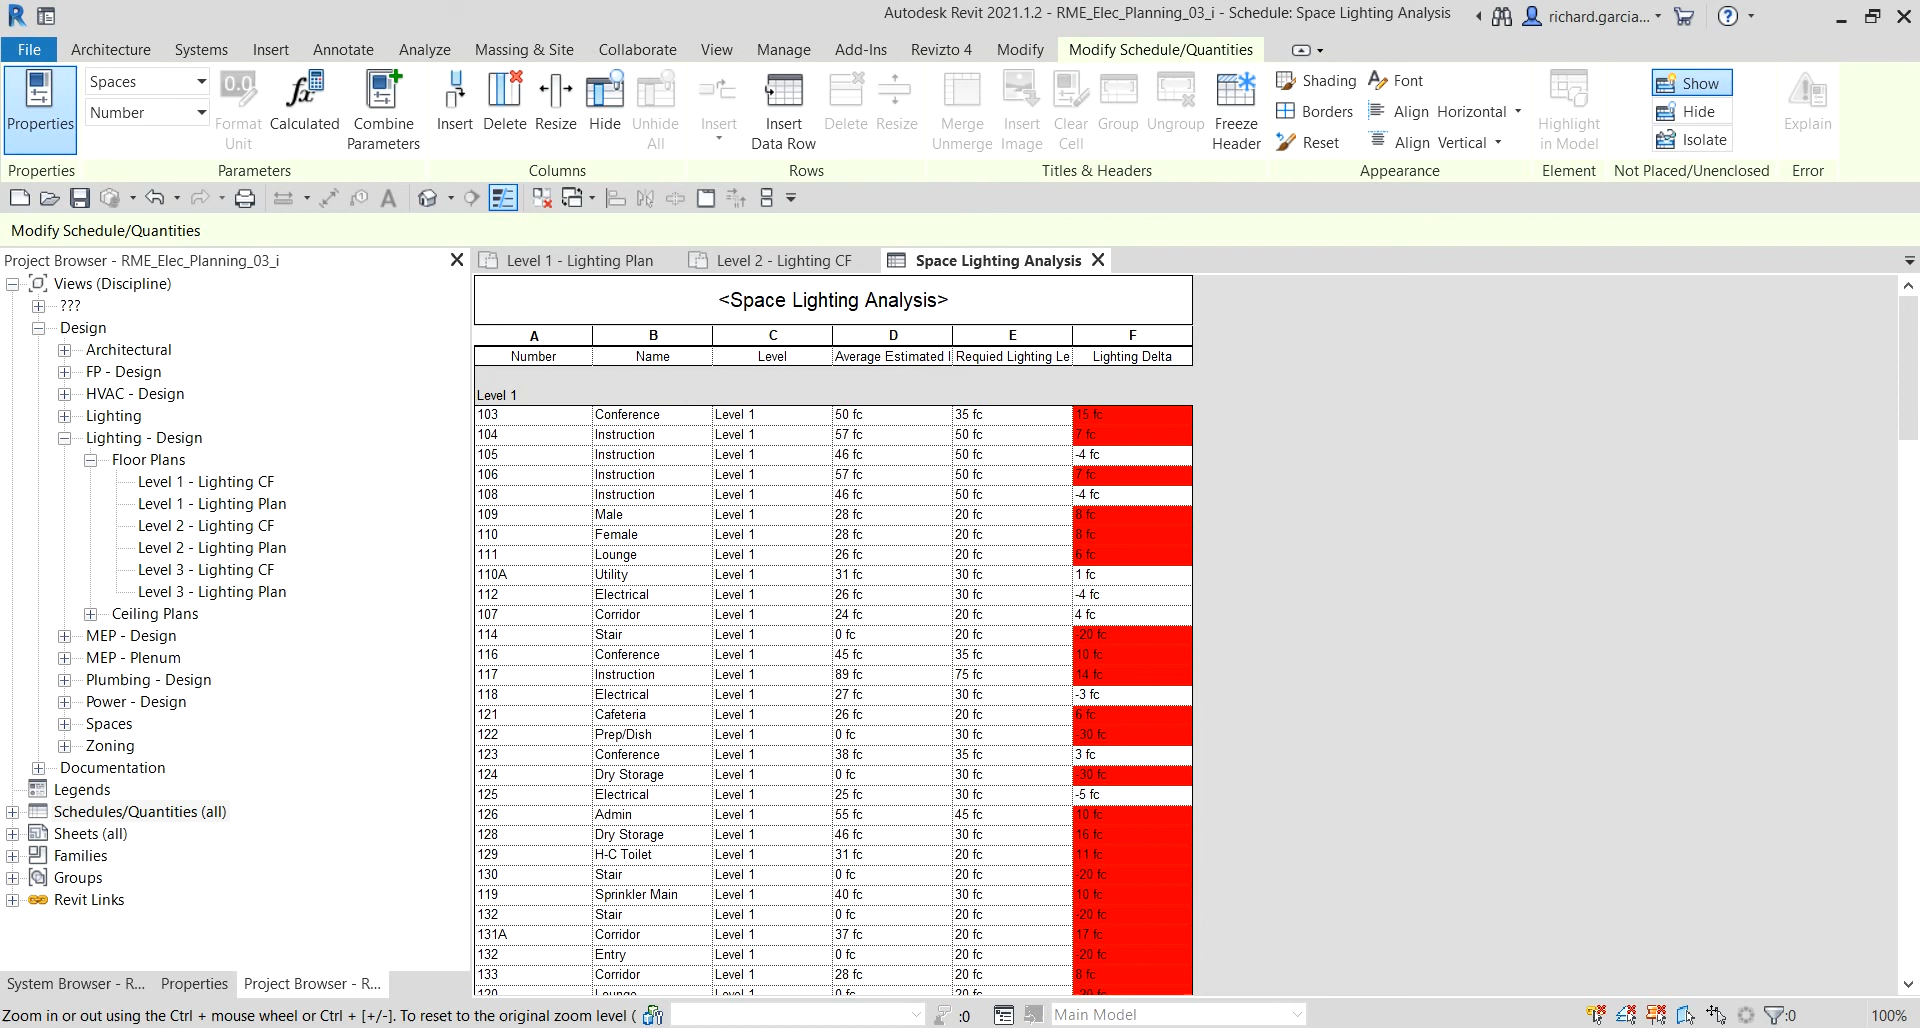 Autodesk Revit 2021.1.2 - RME_Elec_Planning_03_i - Schedule: Space Lighting Analysis
richard.garcia...
File Architecture Systems Insert Annotate Analyze Massing & Site Collaborate View Manage Add-Ins Revizto 4 Modify Modify Schedule/Quantities
Properties
Spaces
Number
Format Unit
Calculated
Combine Parameters
Insert
Delete
Resize
Hide
Unhide All
Insert
Insert Data Row
Delete
Resize
Merge Unmerge
Insert Image
Clear Cell
Group
Ungroup
Freeze Header
Shading
Borders
Reset
Font
Align Horizontal
Align Vertical
Highlight in Model
Show
Hide
Isolate
Explain
Properties Parameters Columns Rows Titles & Headers Appearance Element Not Placed/Unenclosed Error
Modify Schedule/Quantities
Project Browser - RME_Elec_Planning_03_i
Views (Discipline)
???
Design
Architectural
FP - Design
HVAC - Design
Lighting
Lighting - Design
Floor Plans
Level 1 - Lighting CF
Level 1 - Lighting Plan
Level 2 - Lighting CF
Level 2 - Lighting Plan
Level 3 - Lighting CF
Level 3 - Lighting Plan
Ceiling Plans
MEP - Design
MEP - Plenum
Plumbing - Design
Power - Design
Spaces
Zoning
Documentation
Legends
Schedules/Quantities (all)
Sheets (all)
Families
Groups
Revit Links
System Browser - R... Properties Project Browser - R...
Level 1 - Lighting Plan Level 2 - Lighting CF Space Lighting Analysis
<Space Lighting Analysis>
A B C D E F
Number Name Level Average Estimated I Requied Lighting Le Lighting Delta
Level 1
103 Conference Level 1 50 fc 35 fc 15 fc
104 Instruction Level 1 57 fc 50 fc 7 fc
105 Instruction Level 1 46 fc 50 fc -4 fc
106 Instruction Level 1 57 fc 50 fc 7 fc
108 Instruction Level 1 46 fc 50 fc -4 fc
109 Male Level 1 28 fc 20 fc 8 fc
110 Female Level 1 28 fc 20 fc 8 fc
111 Lounge Level 1 26 fc 20 fc 6 fc
110A Utility Level 1 31 fc 30 fc 1 fc
112 Electrical Level 1 26 fc 30 fc -4 fc
107 Corridor Level 1 24 fc 20 fc 4 fc
114 Stair Level 1 0 fc 20 fc -20 fc
116 Conference Level 1 45 fc 35 fc 10 fc
117 Instruction Level 1 89 fc 75 fc 14 fc
118 Electrical Level 1 27 fc 30 fc -3 fc
121 Cafeteria Level 1 26 fc 20 fc 6 fc
122 Prep/Dish Level 1 0 fc 30 fc -30 fc
123 Conference Level 1 38 fc 35 fc 3 fc
124 Dry Storage Level 1 0 fc 30 fc -30 fc
125 Electrical Level 1 25 fc 30 fc -5 fc
126 Admin Level 1 55 fc 45 fc 10 fc
128 Dry Storage Level 1 46 fc 30 fc 16 fc
129 H-C Toilet Level 1 31 fc 20 fc 11 fc
130 Stair Level 1 0 fc 20 fc -20 fc
119 Sprinkler Main Level 1 40 fc 30 fc 10 fc
132 Stair Level 1 0 fc 20 fc -20 fc
131A Corridor Level 1 37 fc 20 fc 17 fc
132 Entry Level 1 0 fc 20 fc -20 fc
133 Corridor Level 1 28 fc 20 fc 8 fc
120 Lounge Level 1 0 fc 20 fc -20 fc
Zoom in or out using the Ctrl + mouse wheel or Ctrl + [+/-]. To reset to the original zoom level ( :0 Main Model :0 100%